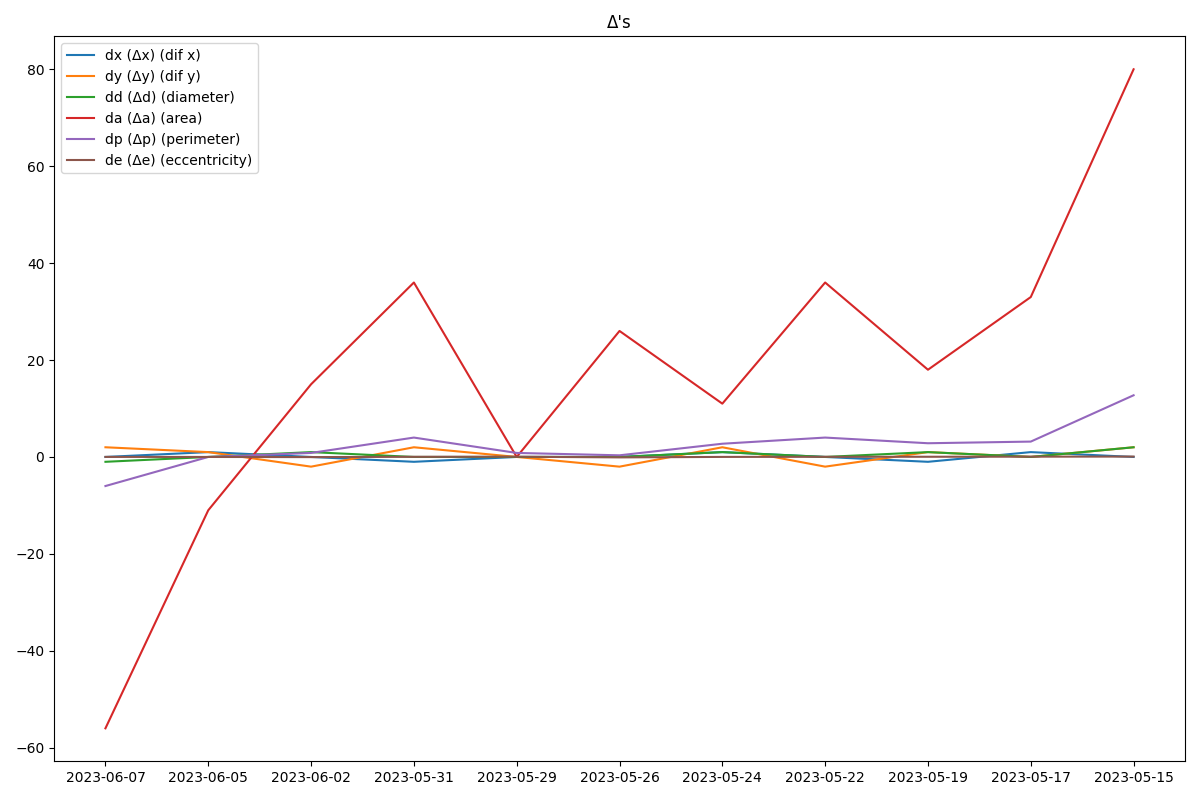 Δ's
dx (Δx) (dif x)
dy (Δy) (dif y)
dd (Δd) (diameter)
da (Δa) (area)
dp (Δp) (perimeter)
de (Δe) (eccentricity)
80
60
40
20
0
−20
−40
−60
2023-06-07 2023-06-05 2023-06-02 2023-05-31 2023-05-29 2023-05-26 2023-05-24 2023-05-22 2023-05-19 2023-05-17 2023-05-15